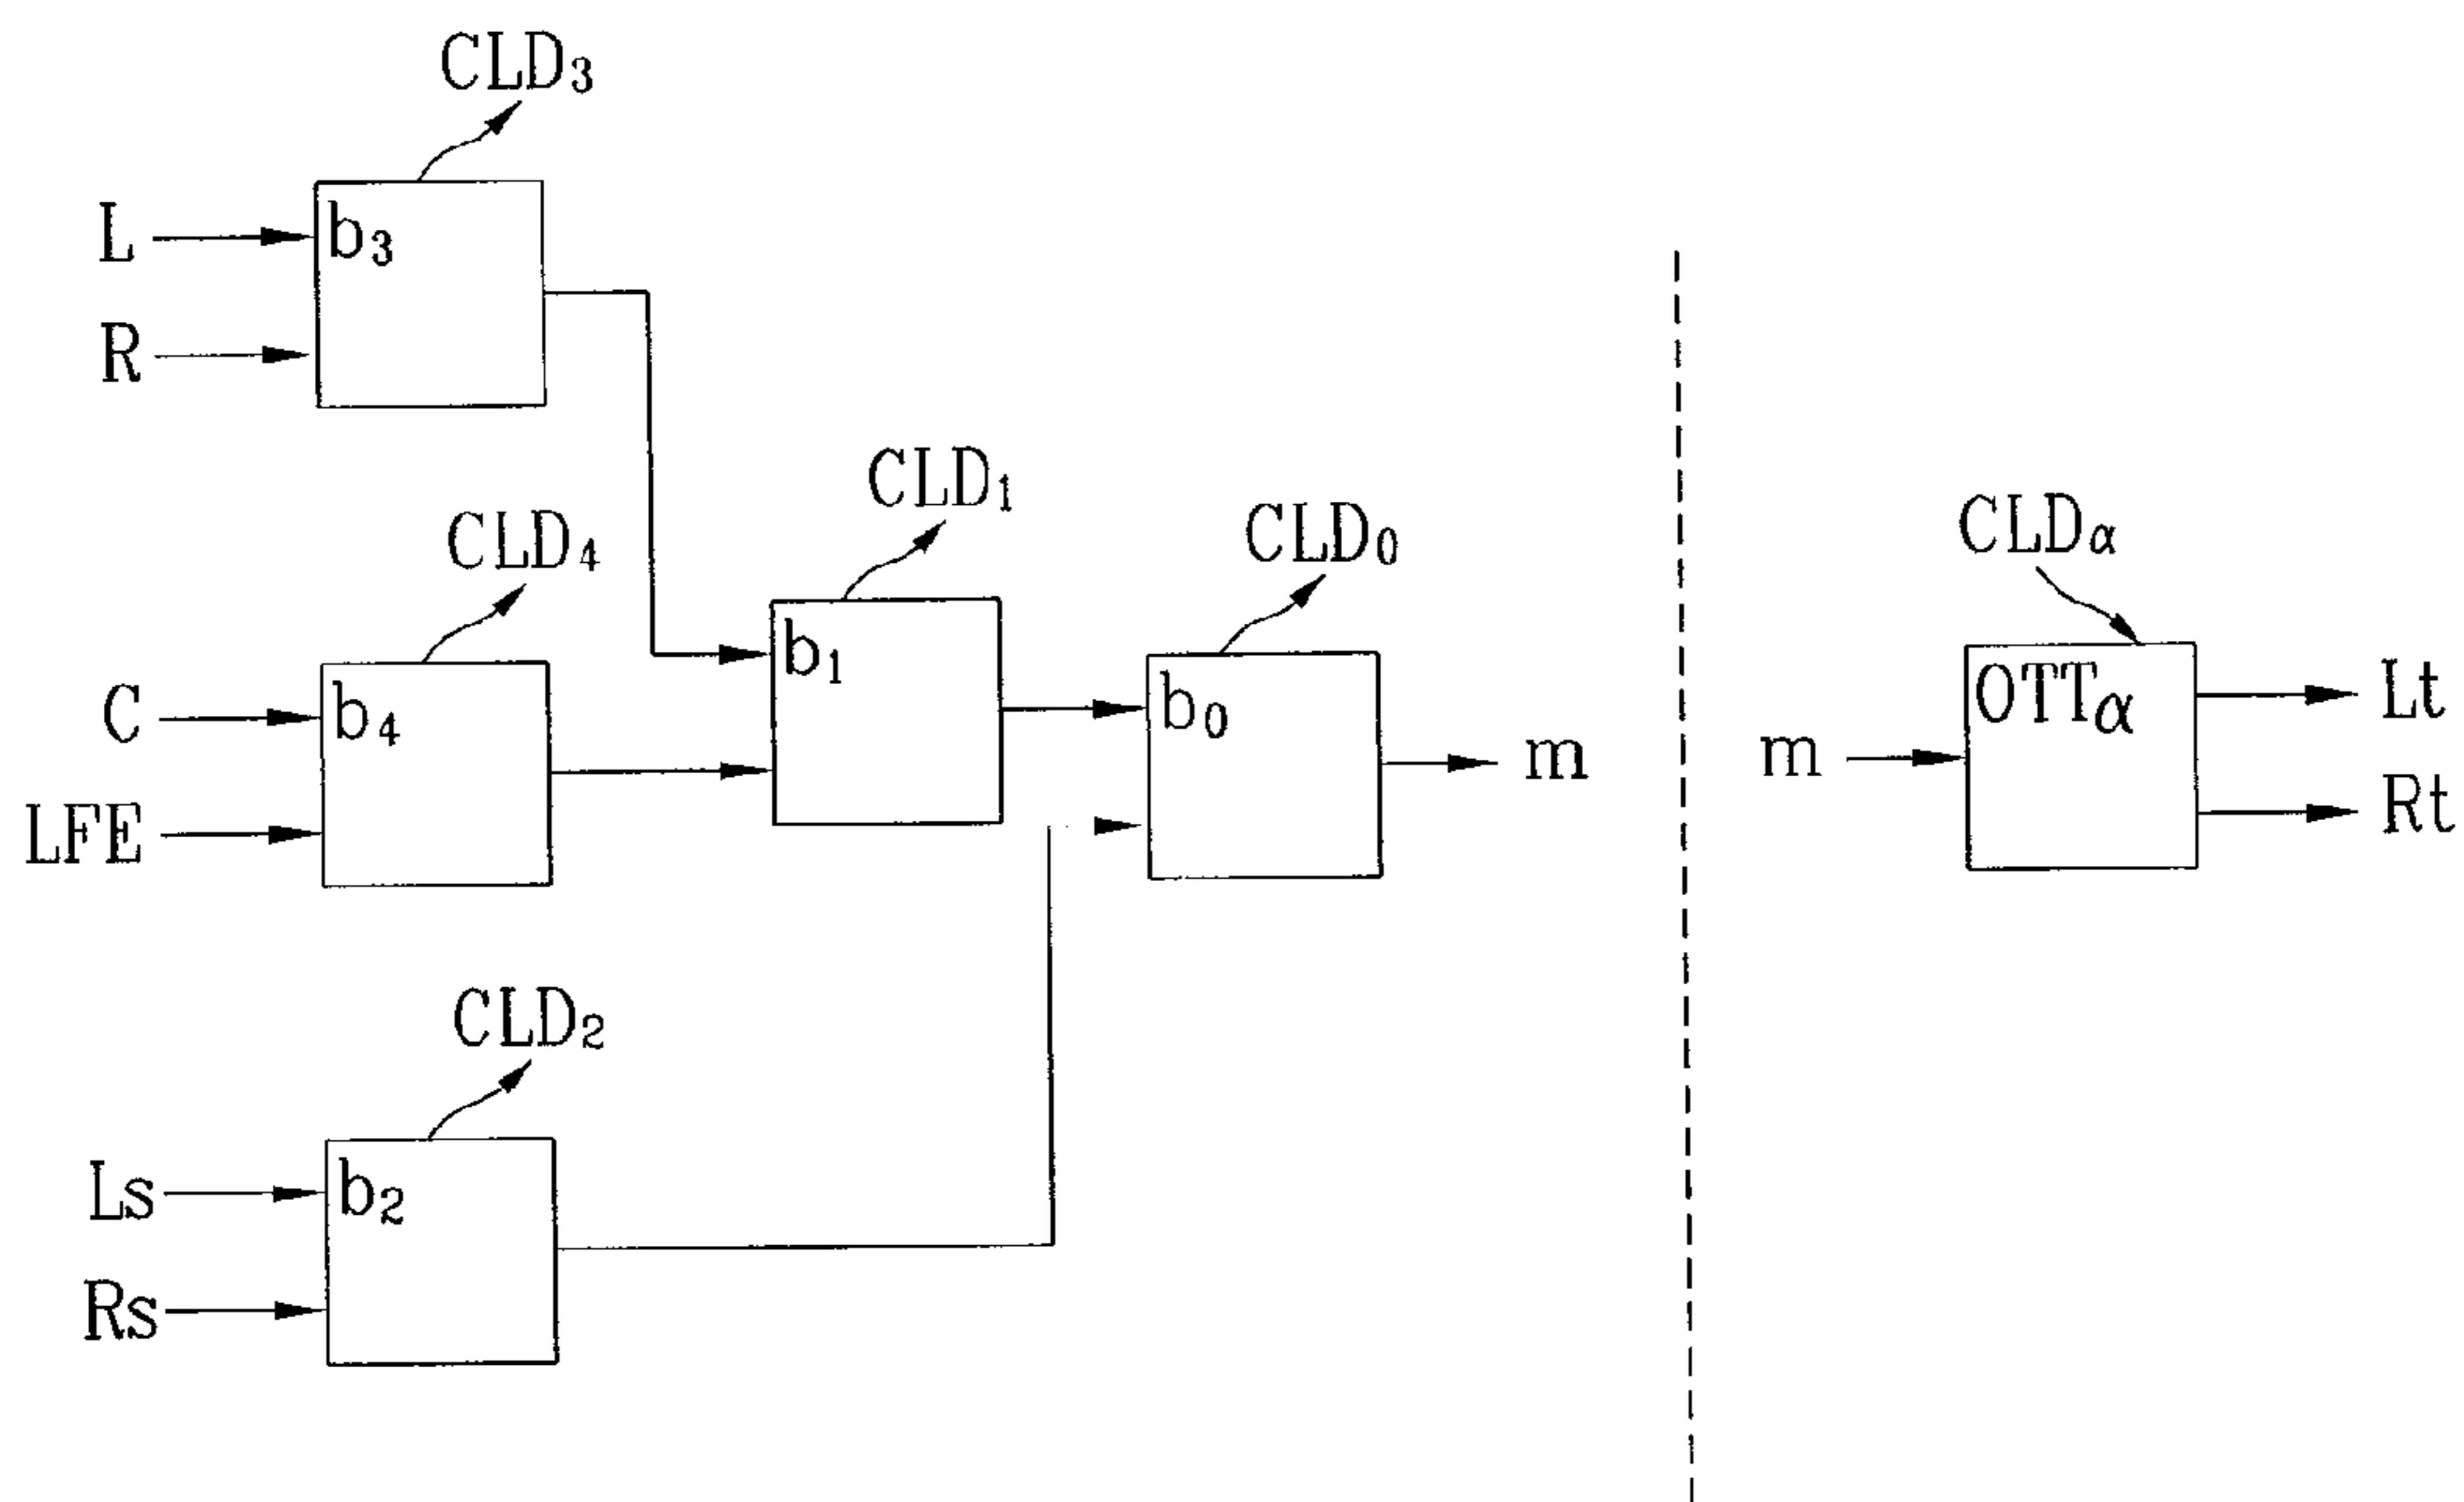 CLD₃
L
b₃
R
CLD₁
CLD₄
CLD₀
CLDα
b₁
C
b₄
b₀
OTTα
Lt
m
m
LFE
Rt
CLD₂
Ls
b₂
Rs